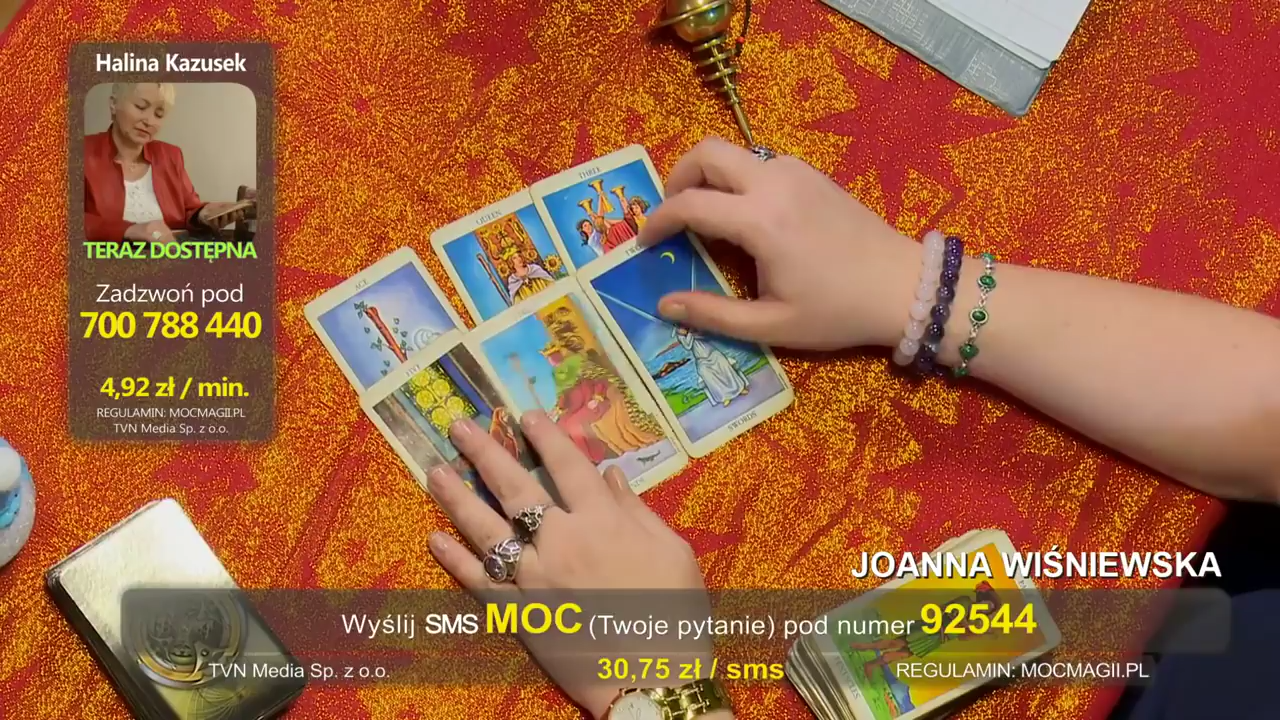 Halina Kazusek
TERAZ DOSTĘPNA
Zadzwoń pod
700 788 440
4,92 zł / min.
REGULAMIN: MOCMAGII.PL
TVN Media Sp. z o.o.
ACE
QUEEN
THREE
SWORDS
JOANNA WIŚNIEWSKA
Wyślij SMS MOC (Twoje pytanie) pod numer 92544
TVN Media Sp. z o.o.
30,75 zł / sms
REGULAMIN: MOCMAGII.PL